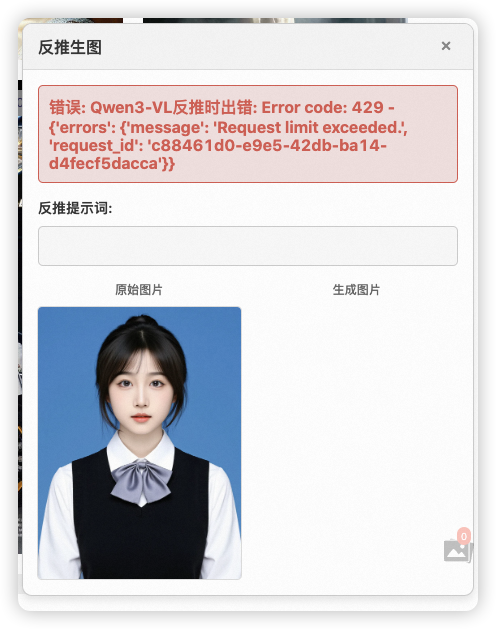 反推生图
×
错误: Qwen3-VL反推时出错: Error code: 429 -
{'errors': {'message': 'Request limit exceeded.',
'request_id': 'c88461d0-e9e5-42db-ba14-
d4fecf5dacca'}}
反推提示词:
原始图片 生成图片
0